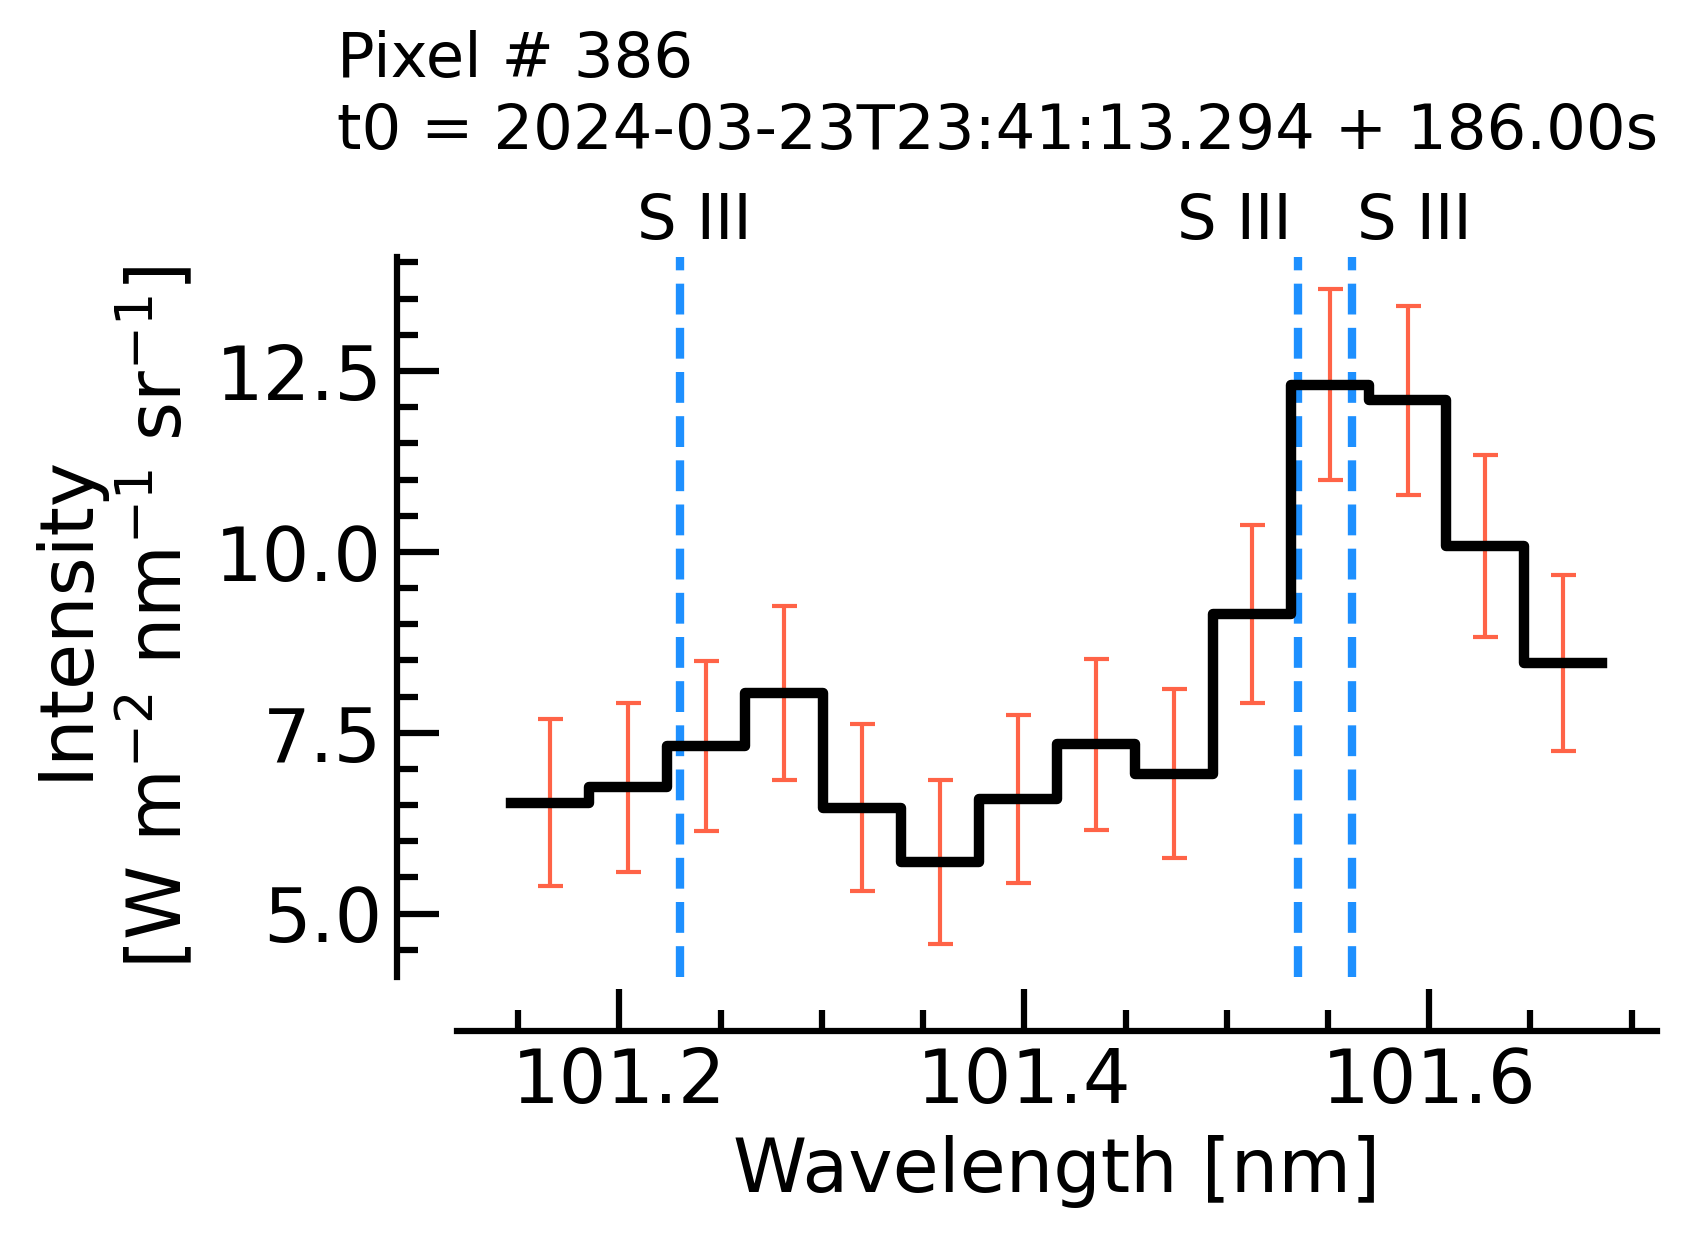 Pixel # 386
t0 = 2024-03-23T23:41:13.294 + 186.00s
S III S III S III
Intensity
[W m⁻² nm⁻¹ sr⁻¹]
12.5
10.0
7.5
5.0
101.2 101.4 101.6
Wavelength [nm]